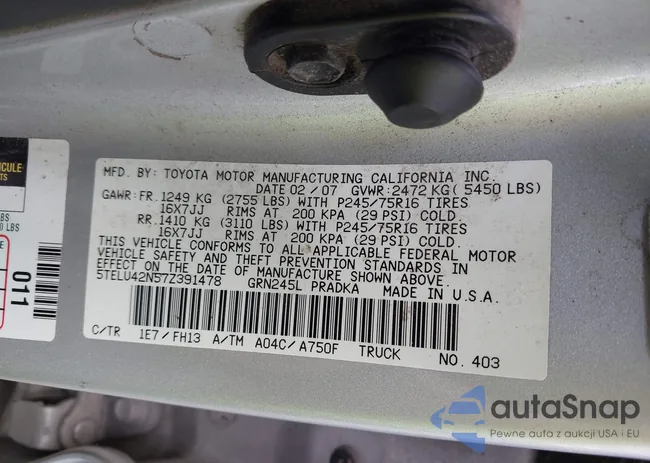 MFD. BY: TOYOTA MOTOR MANUFACTURING CALIFORNIA INC
DATE 02 / 07 GVWR: 2472 KG ( 5450 LBS)
GAWR: FR. 1249 KG (2755 LBS) WITH P245/75R16 TIRES
16X7JJ RIMS AT 200 KPA (29 PSI) COLD.
RR. 1410 KG (3110 LBS) WITH P245/75R16 TIRES
16X7JJ RIMS AT 200 KPA (29 PSI) COLD.
THIS VEHICLE CONFORMS TO ALL APPLICABLE FEDERAL MOTOR
VEHICLE SAFETY AND THEFT PREVENTION STANDARDS IN
EFFECT ON THE DATE OF MANUFACTURE SHOWN ABOVE.
5TELU42N57Z391478 GRN245L PRADKA MADE IN U.S.A.
C/TR 1E7/FH13 A/TM A04C/A750F TRUCK NO. 403
LBS
LBS
011
autaSnap
Pewne auta z aukcji USA i EU